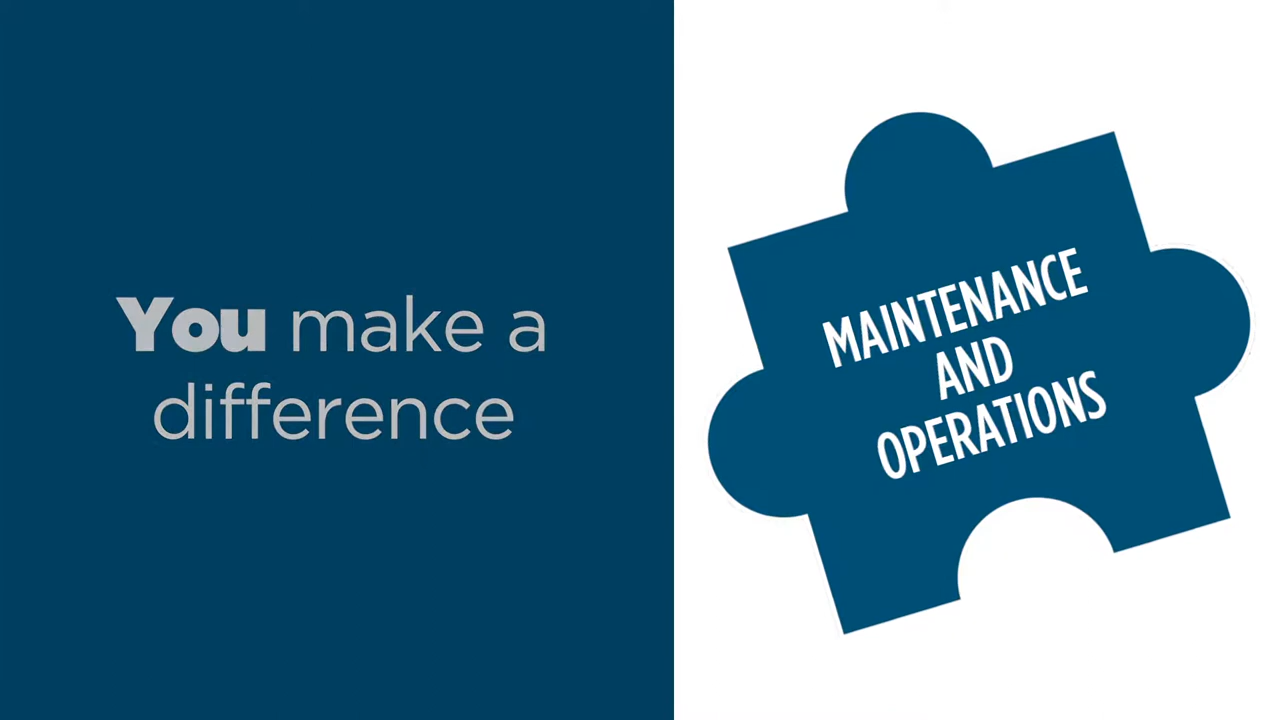 You make a
difference
MAINTENANCE
AND
OPERATIONS